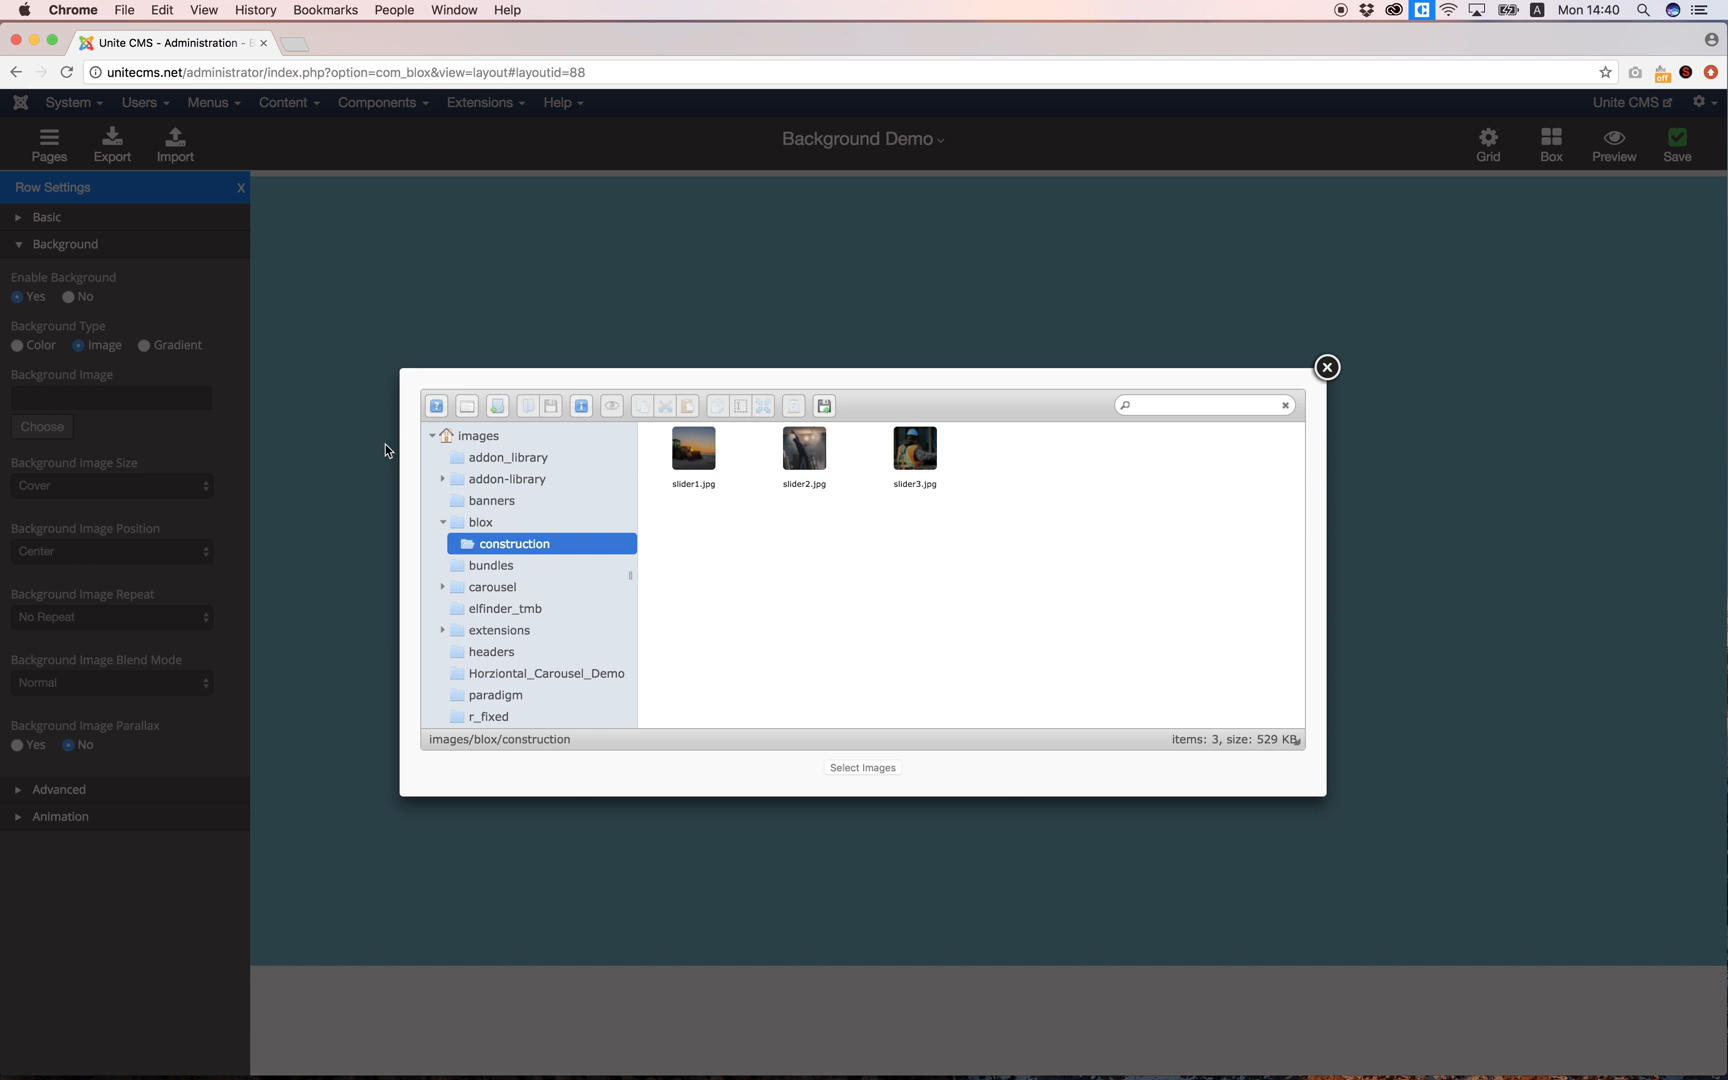 Chrome File Edit View History Bookmarks People Window Help Mon 14:40
Unite CMS - Administration -
unitecms.net/administrator/index.php?option=com_blox&view=layout#layoutid=88
off
System Users Menus Content Components Extensions Help Unite CMS
Pages Export Import Background Demo Grid Box Preview Save
Row Settings X
Basic
Background
Enable Background
Yes No
Background Type
Color Image Gradient
Background Image
Choose
Background Image Size
Cover
Background Image Position
Center
Background Image Repeat
No Repeat
Background Image Blend Mode
Normal
Background Image Parallax
Yes No
Advanced
Animation
images
addon_library
addon-library
banners
blox
construction
bundles
carousel
elfinder_tmb
extensions
headers
Horziontal_Carousel_Demo
paradigm
r_fixed
slider1.jpg slider2.jpg slider3.jpg
images/blox/construction items: 3, size: 529 KB
Select Images